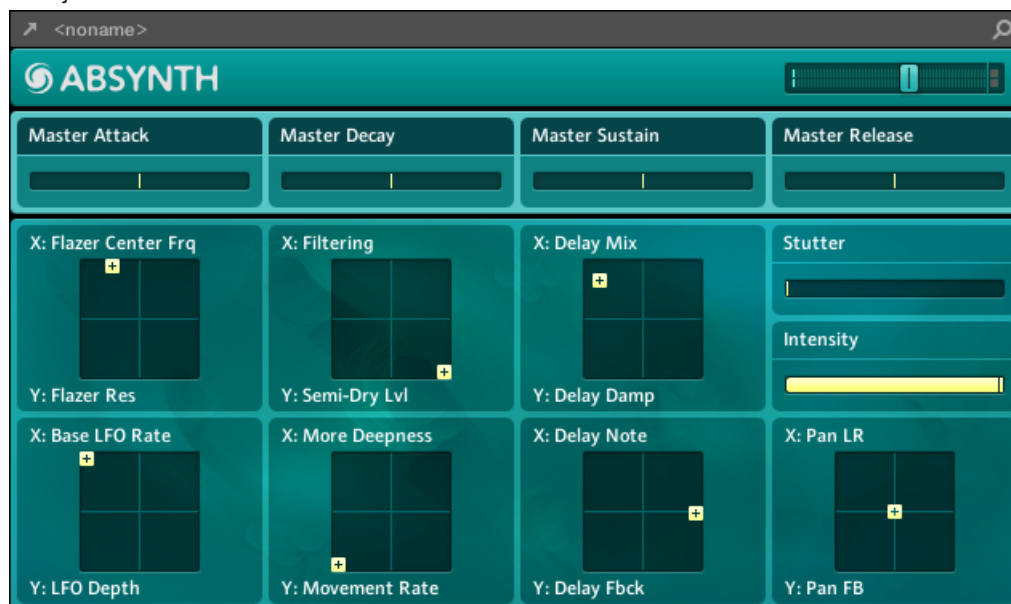 <noname>
ABSYNTH
Master Attack
Master Decay
Master Sustain
Master Release
X: Flazer Center Frq
Y: Flazer Res
X: Filtering
Y: Semi-Dry Lvl
X: Delay Mix
Y: Delay Damp
Stutter
Intensity
X: Base LFO Rate
Y: LFO Depth
X: More Deepness
Y: Movement Rate
X: Delay Note
Y: Delay Fbck
X: Pan LR
Y: Pan FB